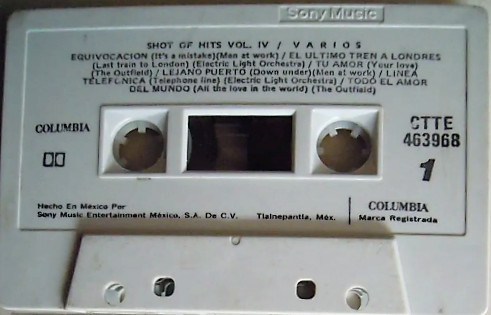 Sony Music
SHOT OF HITS VOL. IV / VARIOS
EQUIVOCACION (It's a mistake)(Men at work) / EL ULTIMO TREN A LONDRES
(Last train to London) (Electric Light Orchestra) / TU AMOR (Your love)
(The Outfield) / LEJANO PUERTO (Down under)(Men at work) / LINEA
TELEFONICA (Telephone line) (Electric Light Orchestra) / TODO EL AMOR
DEL MUNDO (All the love in the world) (The Outfield)
COLUMBIA
CTTE
463968
1
Hecho En México Por
Sony Music Entertainment México, S.A. De C.V. Tlalnepantla, Méx.
COLUMBIA
Marca Registrada